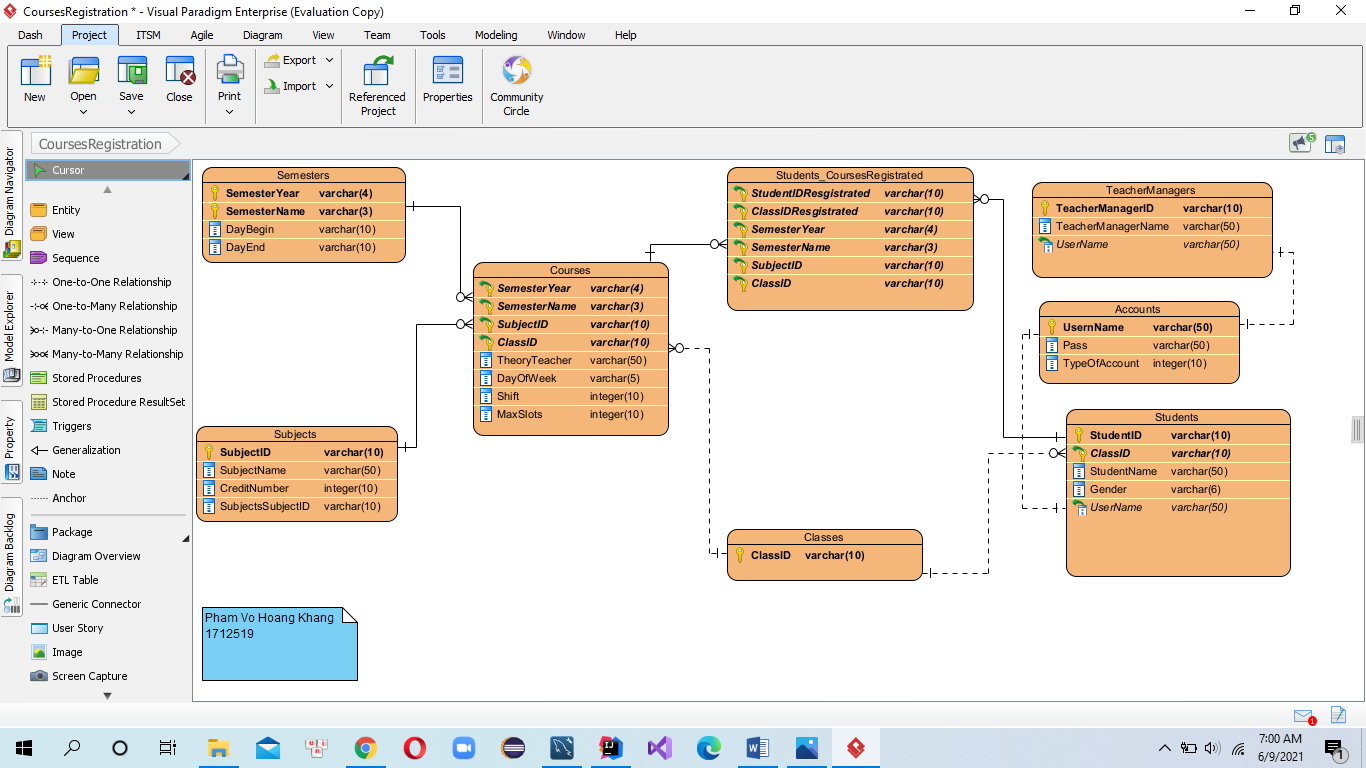 CoursesRegistration * - Visual Paradigm Enterprise (Evaluation Copy)
Dash Project ITSM Agile Diagram View Team Tools Modeling Window Help
New Open Save Close Print Export Import Referenced Project Properties Community Circle
CoursesRegistration
5
Diagram Navigator
Model Explorer
Property
Diagram Backlog
Cursor
Entity
View
Sequence
One-to-One Relationship
One-to-Many Relationship
Many-to-One Relationship
Many-to-Many Relationship
Stored Procedures
Stored Procedure ResultSet
Triggers
Generalization
Note
Anchor
Package
Diagram Overview
ETL Table
Generic Connector
User Story
Image
Screen Capture
Semesters
SemesterYear varchar(4)
SemesterName varchar(3)
DayBegin varchar(10)
DayEnd varchar(10)
Subjects
SubjectID varchar(10)
SubjectName varchar(50)
CreditNumber integer(10)
SubjectsSubjectID varchar(10)
Pham Vo Hoang Khang
1712519
Courses
SemesterYear varchar(4)
SemesterName varchar(3)
SubjectID varchar(10)
ClassID varchar(10)
TheoryTeacher varchar(50)
DayOfWeek varchar(5)
Shift integer(10)
MaxSlots integer(10)
Students_CoursesRegistrated
StudentIDResgistrated varchar(10)
ClassIDResgistrated varchar(10)
SemesterYear varchar(4)
SemesterName varchar(3)
SubjectID varchar(10)
ClassID varchar(10)
Classes
ClassID varchar(10)
TeacherManagers
TeacherManagerID varchar(10)
TeacherManagerName varchar(50)
UserName varchar(50)
Accounts
UsernName varchar(50)
Pass varchar(50)
TypeOfAccount integer(10)
Students
StudentID varchar(10)
ClassID varchar(10)
StudentName varchar(50)
Gender varchar(6)
UserName varchar(50)
1
7:00 AM
6/9/2021
1